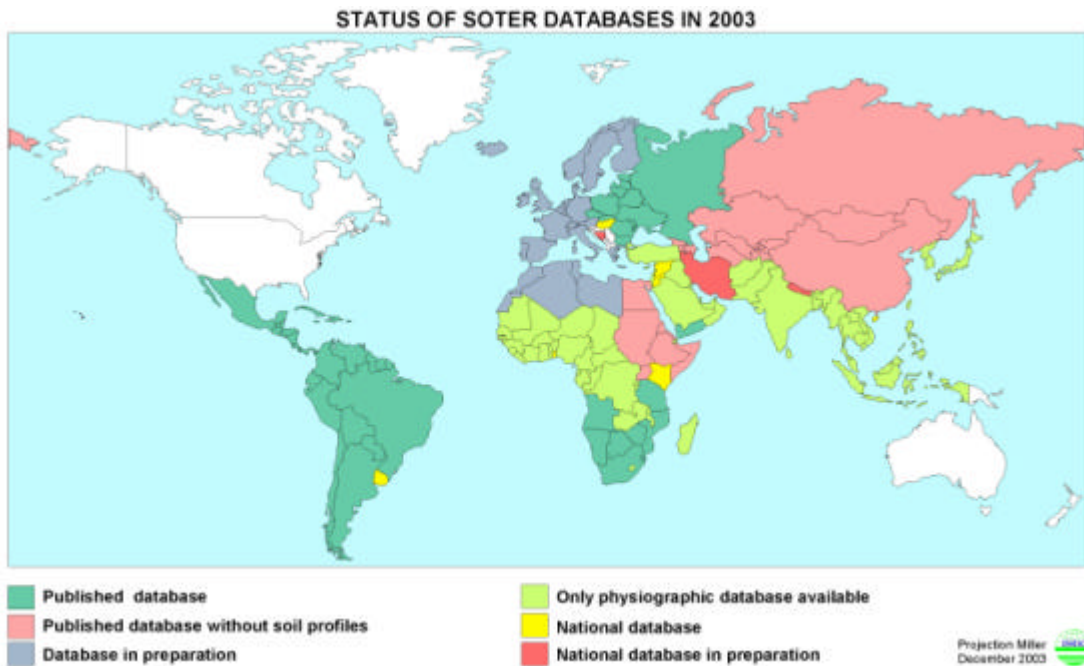 STATUS OF SOTER DATABASES IN 2003
Published database
Published database without soil profiles
Database in preparation
Only physiographic database available
National database
National database in preparation
Projection Miller
December 2003